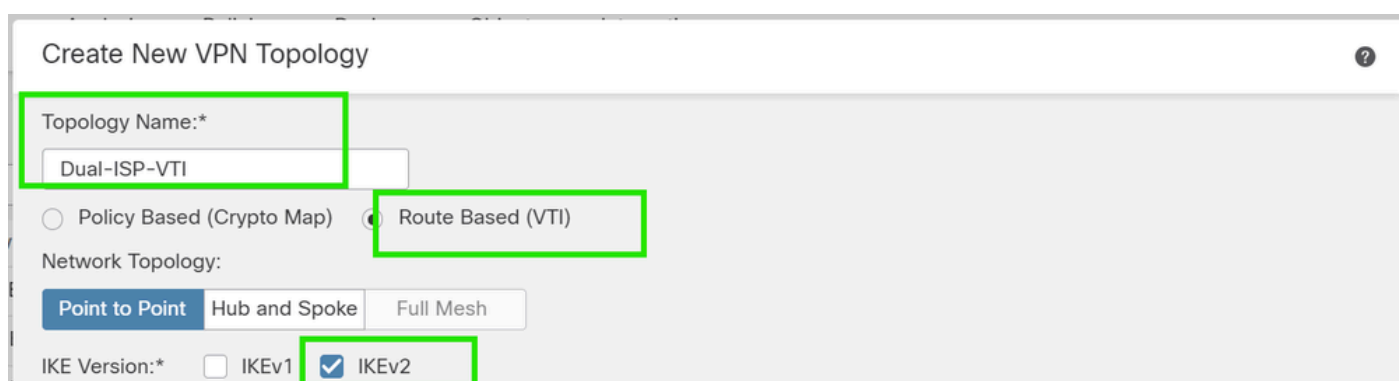 Create New VPN Topology
?
Topology Name:*
Dual-ISP-VTI
Policy Based (Crypto Map) Route Based (VTI)
Network Topology:
Point to Point Hub and Spoke Full Mesh
IKE Version:* IKEv1 IKEv2